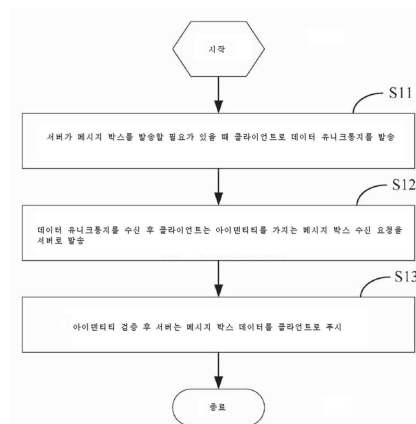 시작
S11
서버가 메시지 박스를 발송할 필요가 있을 때 클라이언트로 데이터 유니크통지를 발송
S12
데이터 유니크통지를 수신 후 클라이언트는 아이덴티티를 가지는 메시지 박스 수신 요청을
서버로 발송
S13
아이덴티티 검증 후 서버는 메시지 박스 데이터를 클라언트로 푸시
종료